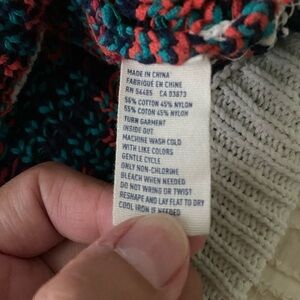 MADE IN CHINA
FABRIQUÉ EN CHINE
RN 54485 CA 03673
55% COTTON 45% NYLON
55% COTON 45% NYLON
TURN GARMENT
INSIDE OUT
MACHINE WASH COLD
WITH LIKE COLORS
GENTLE CYCLE
ONLY NON-CHLORINE
BLEACH WHEN NEEDED
DO NOT WRING OR TWIST
RESHAPE AND LAY FLAT TO DRY
COOL IRON IF NEEDED